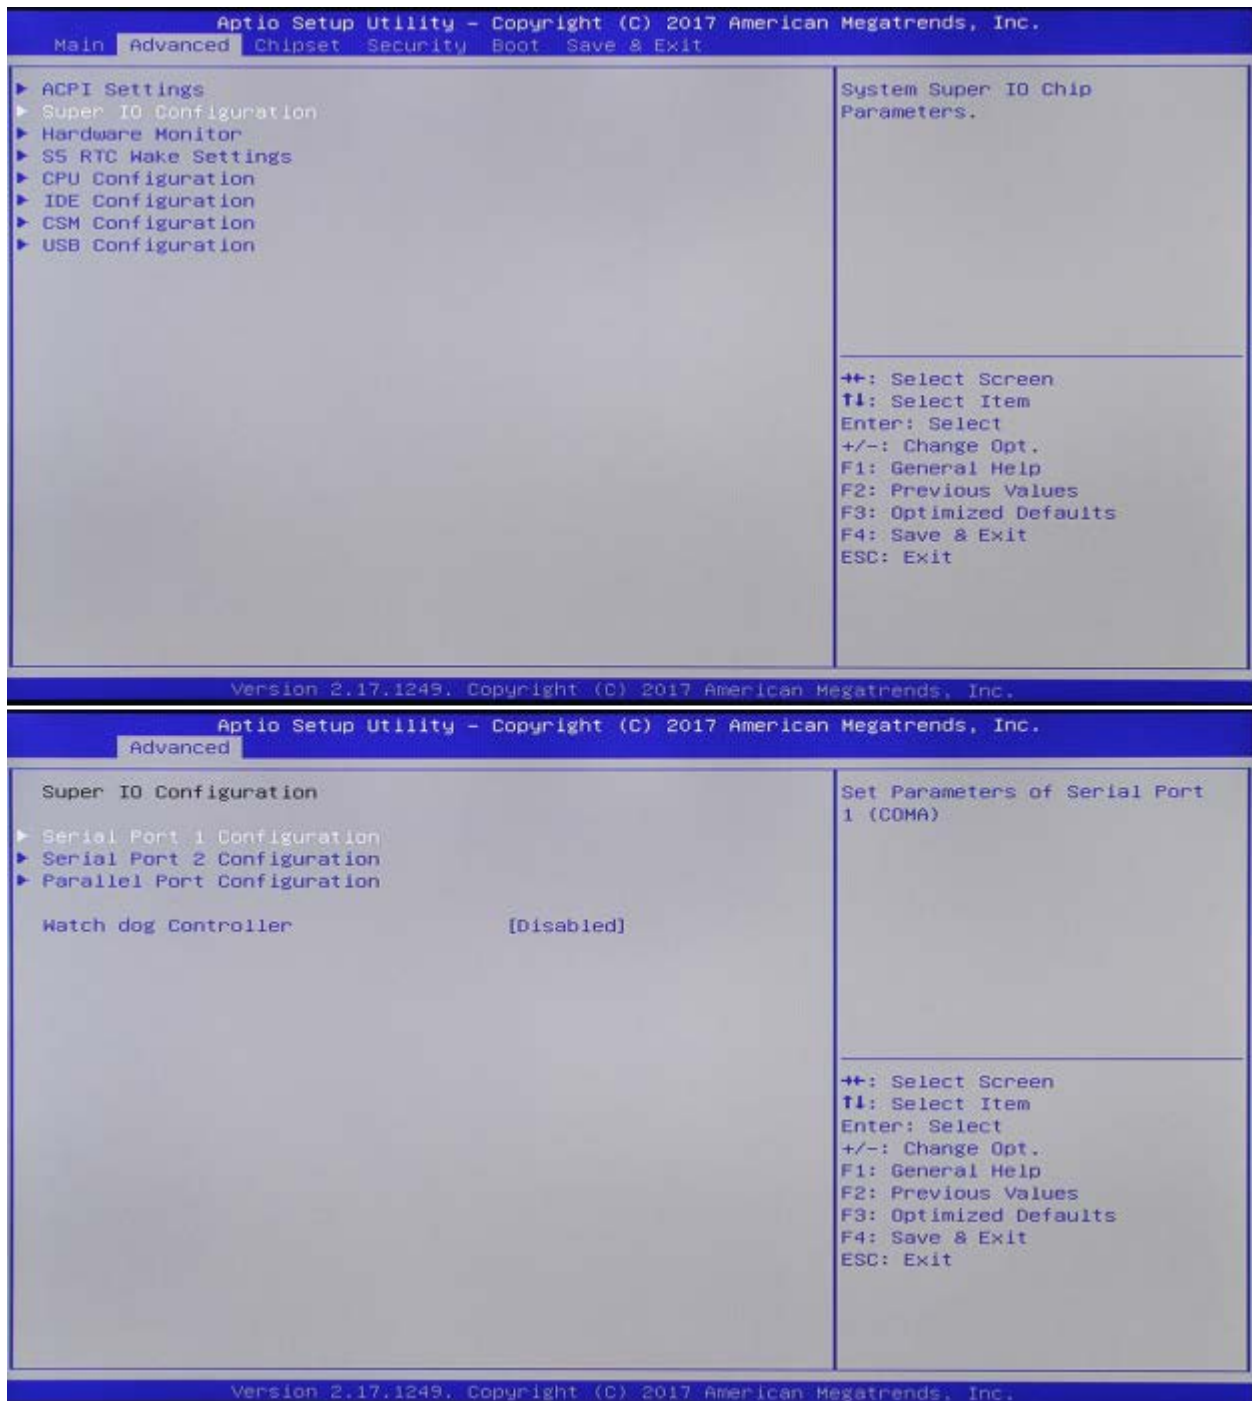 Aptio Setup Utility – Copyright (C) 2017 American Megatrends, Inc.
Main Advanced Chipset Security Boot Save & Exit
► ACPI Settings
► Super IO Configuration
► Hardware Monitor
► S5 RTC Wake Settings
► CPU Configuration
► IDE Configuration
► CSM Configuration
► USB Configuration
System Super IO Chip
Parameters.
→←: Select Screen
↑↓: Select Item
Enter: Select
+/-: Change Opt.
F1: General Help
F2: Previous Values
F3: Optimized Defaults
F4: Save & Exit
ESC: Exit
Version 2.17.1249. Copyright (C) 2017 American Megatrends, Inc.
Aptio Setup Utility – Copyright (C) 2017 American Megatrends, Inc.
Advanced
Super IO Configuration
► Serial Port 1 Configuration
► Serial Port 2 Configuration
► Parallel Port Configuration
Watch dog Controller [Disabled]
Set Parameters of Serial Port
1 (COMA)
→←: Select Screen
↑↓: Select Item
Enter: Select
+/-: Change Opt.
F1: General Help
F2: Previous Values
F3: Optimized Defaults
F4: Save & Exit
ESC: Exit
Version 2.17.1249. Copyright (C) 2017 American Megatrends, Inc.